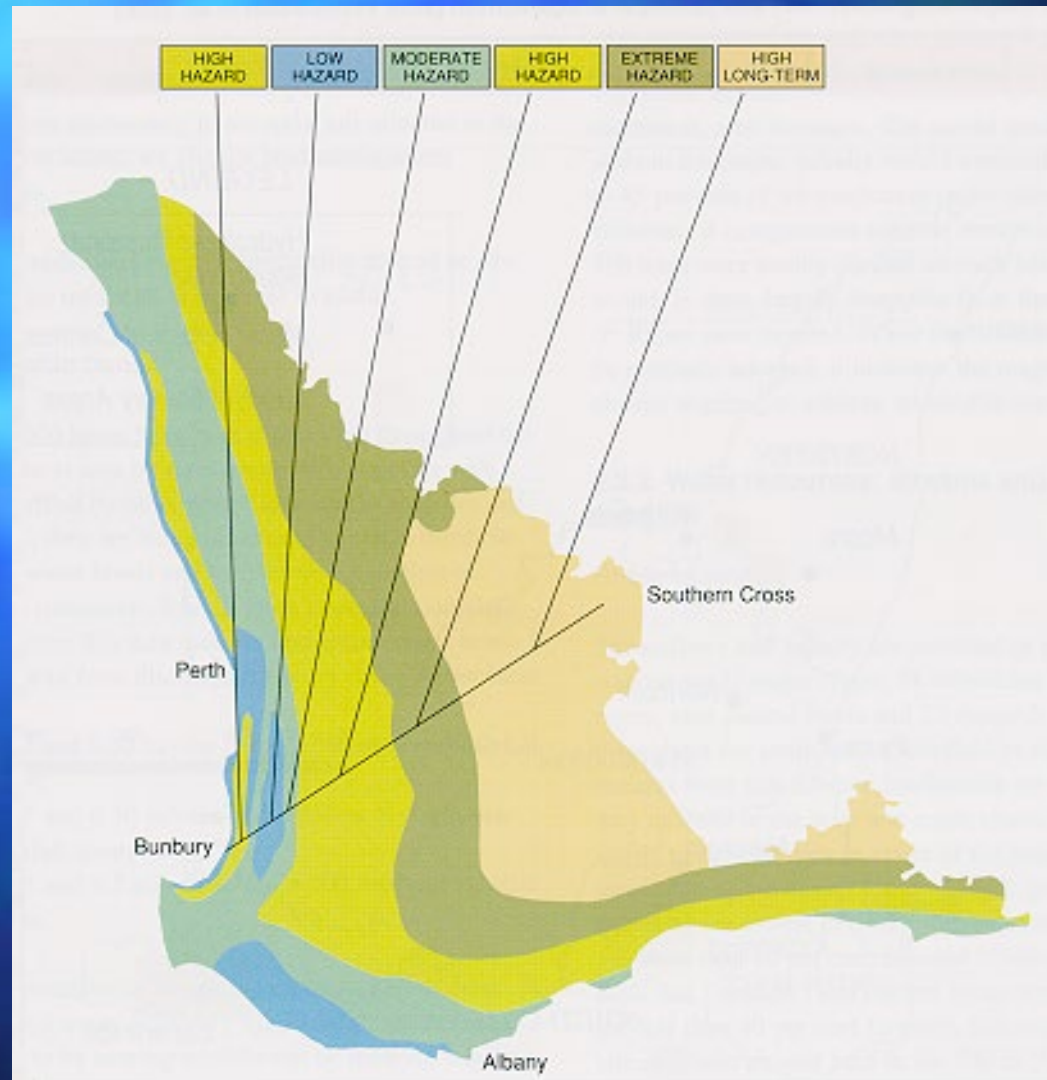 HIGH
HAZARD
LOW
HAZARD
MODERATE
HAZARD
HIGH
HAZARD
EXTREME
HAZARD
HIGH
LONG-TERM
Southern Cross
Perth
Bunbury
Albany